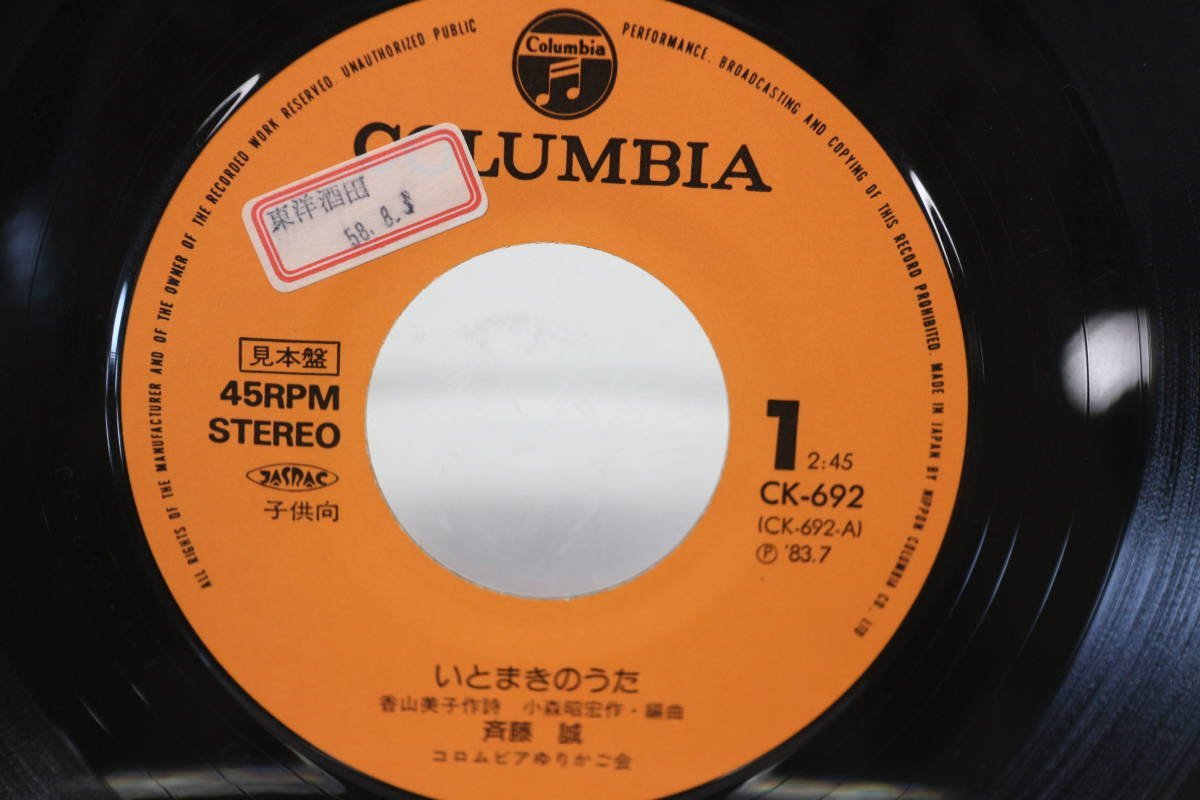 Columbia
COLUMBIA
東洋酒田
58.8.3
見本盤
45RPM
STEREO
JASRAC
子供向
1
2:45
CK-692
(CK-692-A)
Ⓟ '83.7
いとまきのうた
香山美子作詩 小森昭宏作・編曲
斉藤 誠
コロムビアゆりかご会
ALL RIGHTS OF THE MANUFACTURER AND OF THE OWNER OF THE RECORDED WORK RESERVED. UNAUTHORIZED PUBLIC PERFORMANCE, BROADCASTING AND COPYING OF THIS RECORD PROHIBITED. MADE IN JAPAN BY NIPPON COLUMBIA CO., LTD